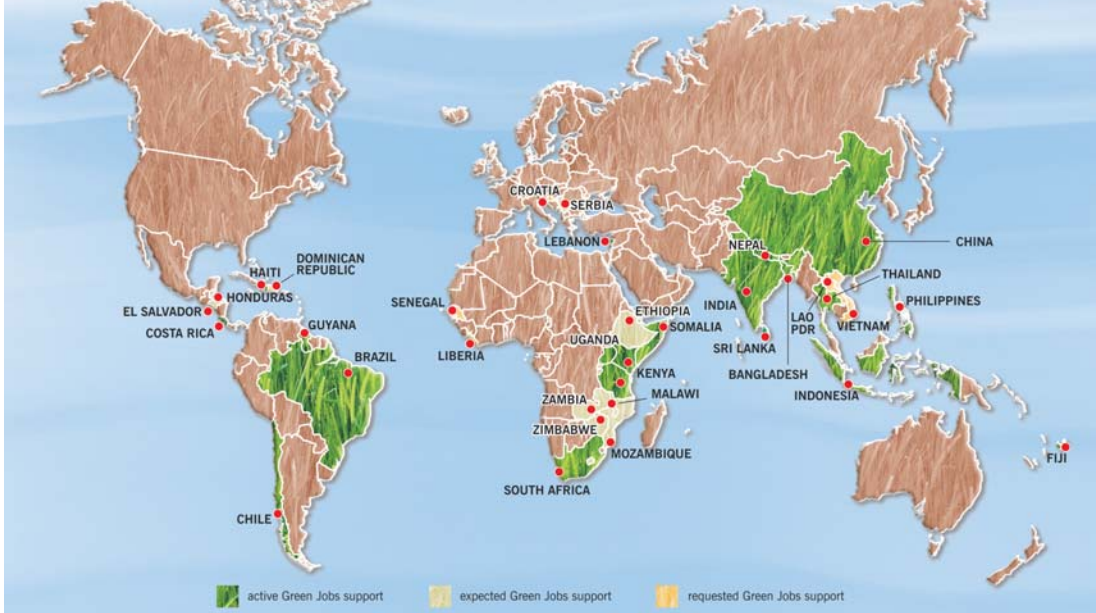 CROATIA
SERBIA
LEBANON
NEPAL
CHINA
HAITI
DOMINICAN
REPUBLIC
HONDURAS
THAILAND
SENEGAL
EL SALVADOR
COSTA RICA
GUYANA
ETHIOPIA
SOMALIA
INDIA
LAO
PDR
VIETNAM
PHILIPPINES
UGANDA
LIBERIA
SRI LANKA
BRAZIL
KENYA
BANGLADESH
MALAWI
INDONESIA
ZAMBIA
ZIMBABWE
MOZAMBIQUE
FIJI
SOUTH AFRICA
CHILE
active Green Jobs support
expected Green Jobs support
requested Green Jobs support